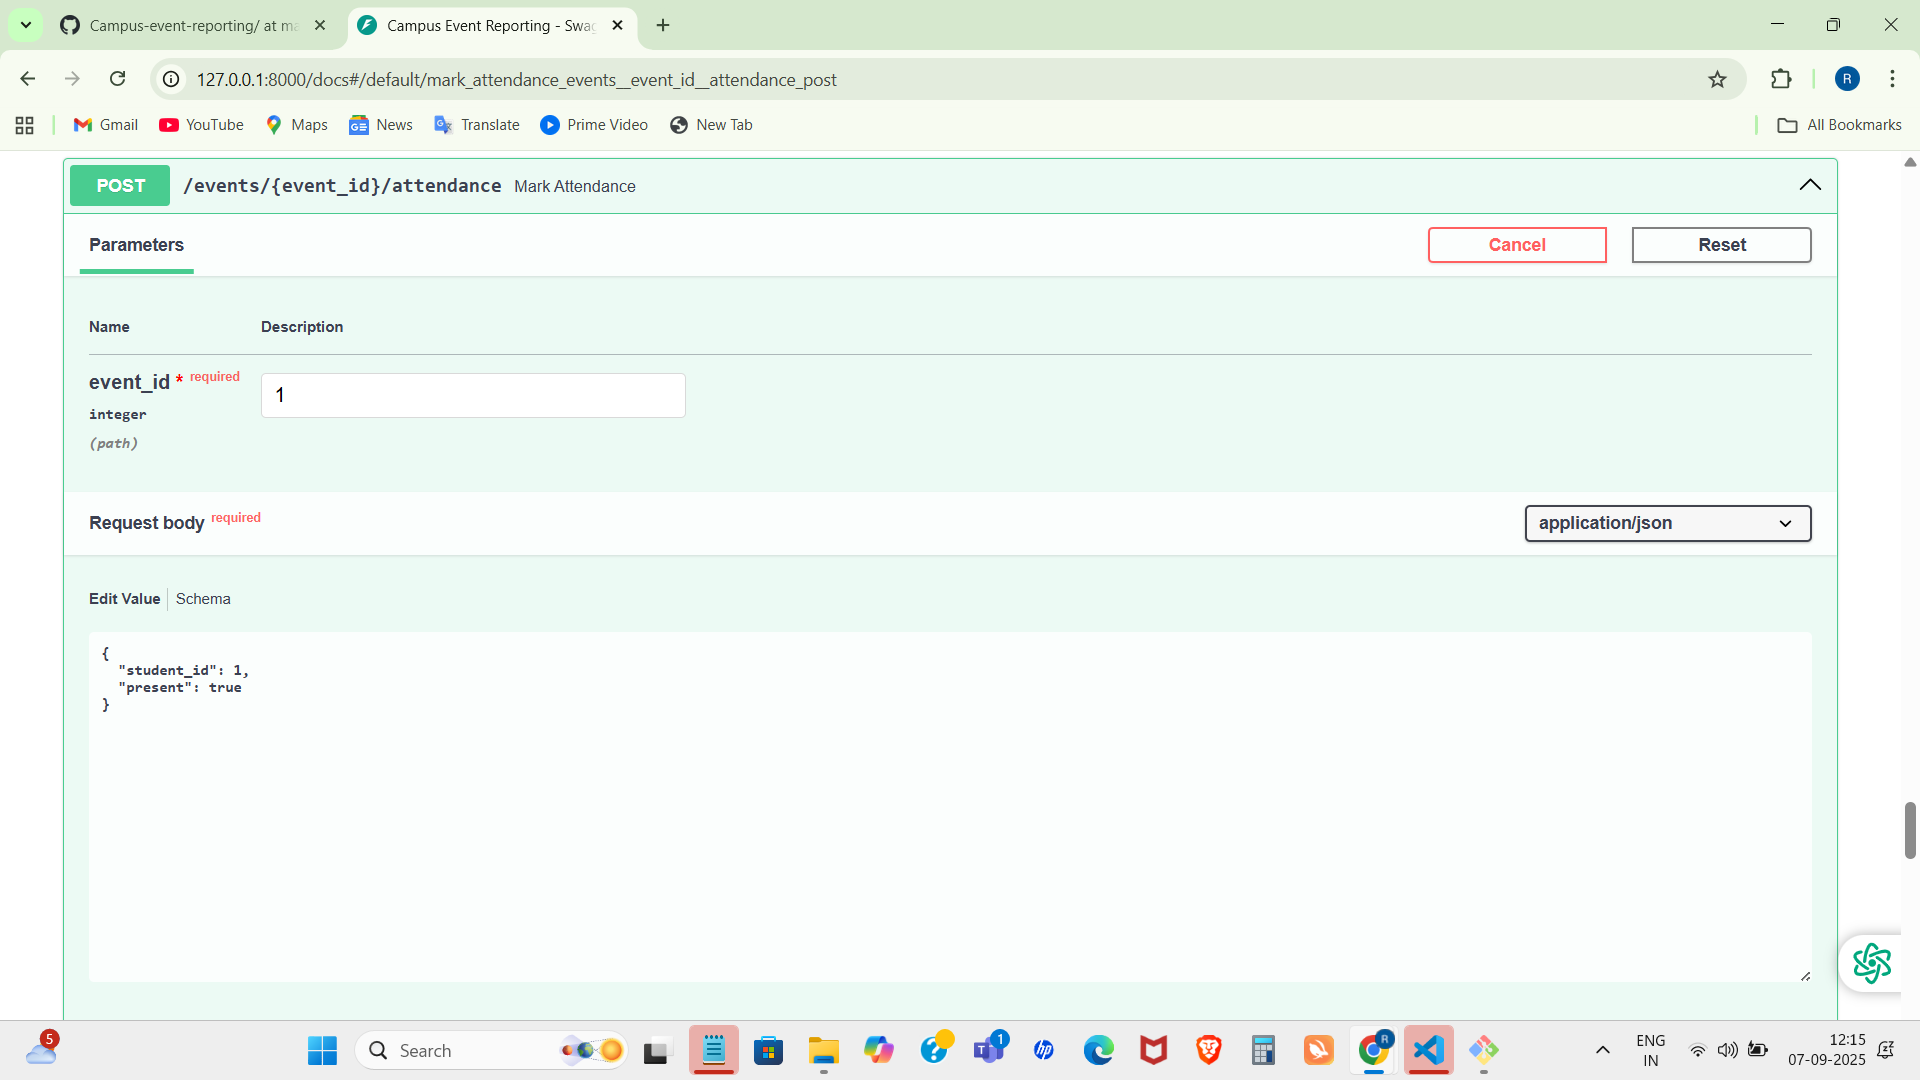 Campus-event-reporting/ at ma
Campus Event Reporting - Swag
127.0.0.1:8000/docs#/default/mark_attendance_events__event_id__attendance_post
R
Gmail
YouTube
Maps
News
Translate
Prime Video
New Tab
All Bookmarks
POST /events/{event_id}/attendance Mark Attendance
Parameters
Cancel
Reset
Name Description
event_id * required
integer
(path)
1
Request body required
application/json
Edit Value Schema
{
  "student_id": 1,
  "present": true
}
5
Search
1
hp
R
ENG
IN
12:15
07-09-2025